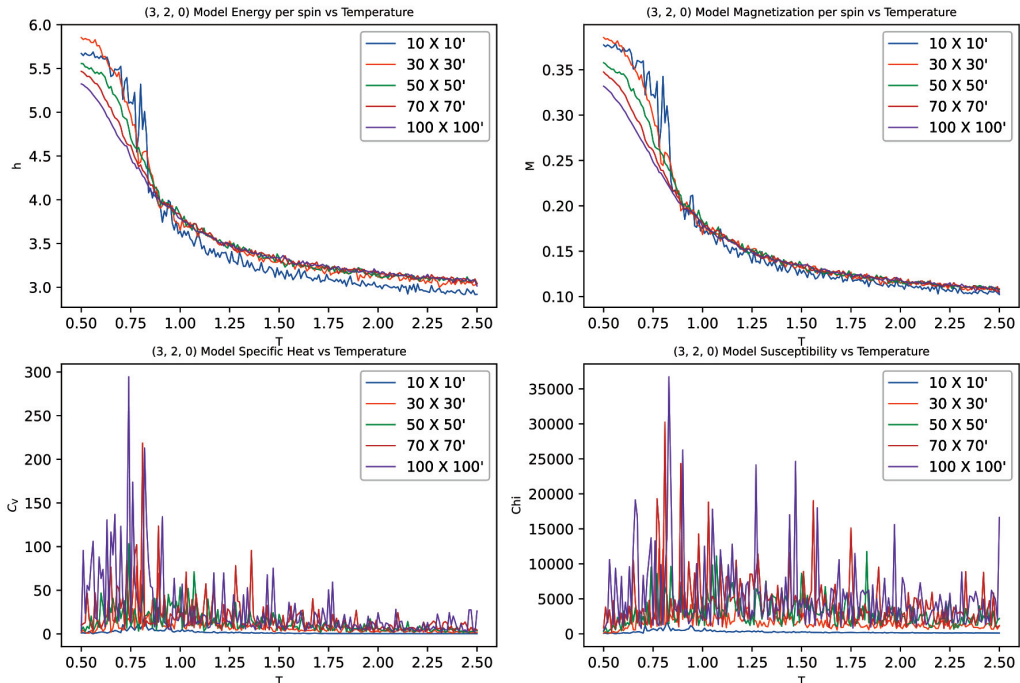 (3, 2, 0) Model Energy per spin vs Temperature
6.0
5.5
5.0
4.5
4.0
3.5
3.0
h
0.50 0.75 1.00 1.25 1.50 1.75 2.00 2.25 2.50
T
10 X 10'
30 X 30'
50 X 50'
70 X 70'
100 X 100'
(3, 2, 0) Model Magnetization per spin vs Temperature
0.35
0.30
0.25
0.20
0.15
0.10
M
0.50 0.75 1.00 1.25 1.50 1.75 2.00 2.25 2.50
T
10 X 10'
30 X 30'
50 X 50'
70 X 70'
100 X 100'
(3, 2, 0) Model Specific Heat vs Temperature
300
250
200
150
100
50
0
Cv
0.50 0.75 1.00 1.25 1.50 1.75 2.00 2.25 2.50
T
10 X 10'
30 X 30'
50 X 50'
70 X 70'
100 X 100'
(3, 2, 0) Model Susceptibility vs Temperature
35000
30000
25000
20000
15000
10000
5000
0
Chi
0.50 0.75 1.00 1.25 1.50 1.75 2.00 2.25 2.50
T
10 X 10'
30 X 30'
50 X 50'
70 X 70'
100 X 100'